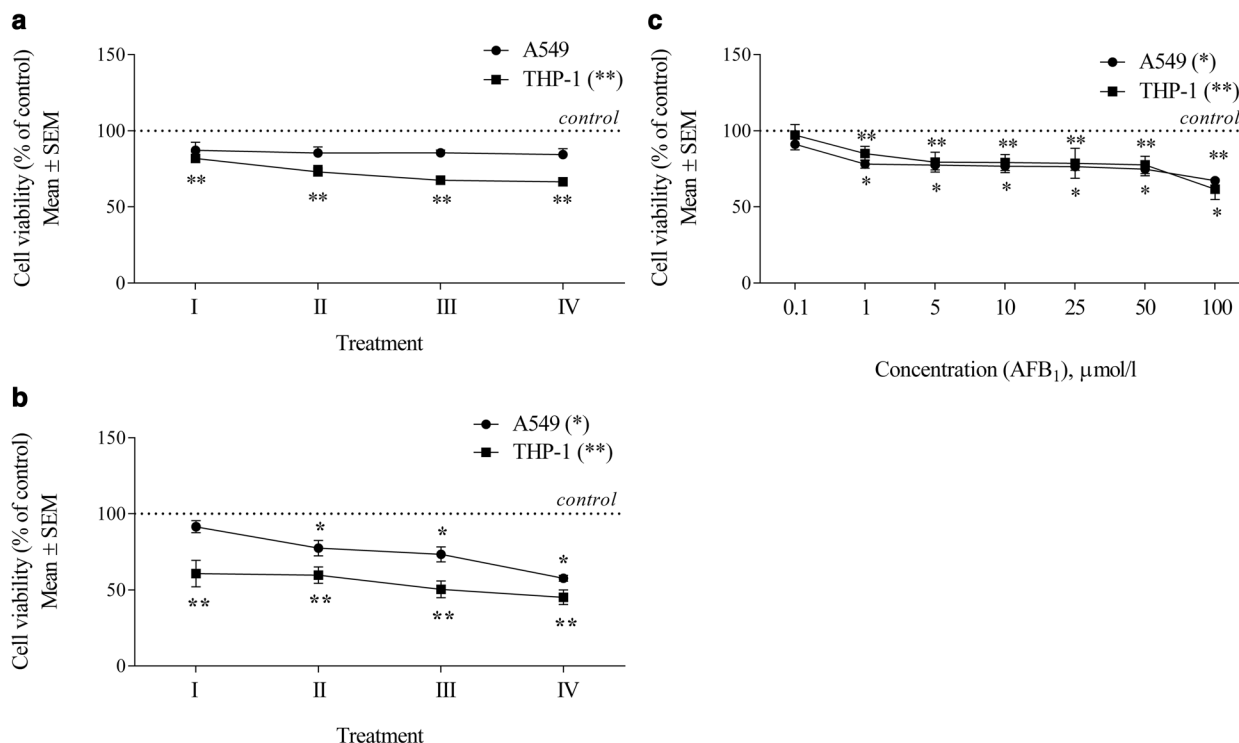 a
Cell viability (% of control)
Mean ± SEM
150
100
50
0
A549
THP-1 (**)
control
** ** ** **
I II III IV
Treatment
b
Cell viability (% of control)
Mean ± SEM
150
100
50
0
A549 (*)
THP-1 (**)
control
* * *
** ** ** **
I II III IV
Treatment
c
Cell viability (% of control)
Mean ± SEM
150
100
50
0
A549 (*)
THP-1 (**)
control
** ** ** ** ** **
* * * * * *
0.1 1 5 10 25 50 100
Concentration (AFB₁), μmol/l